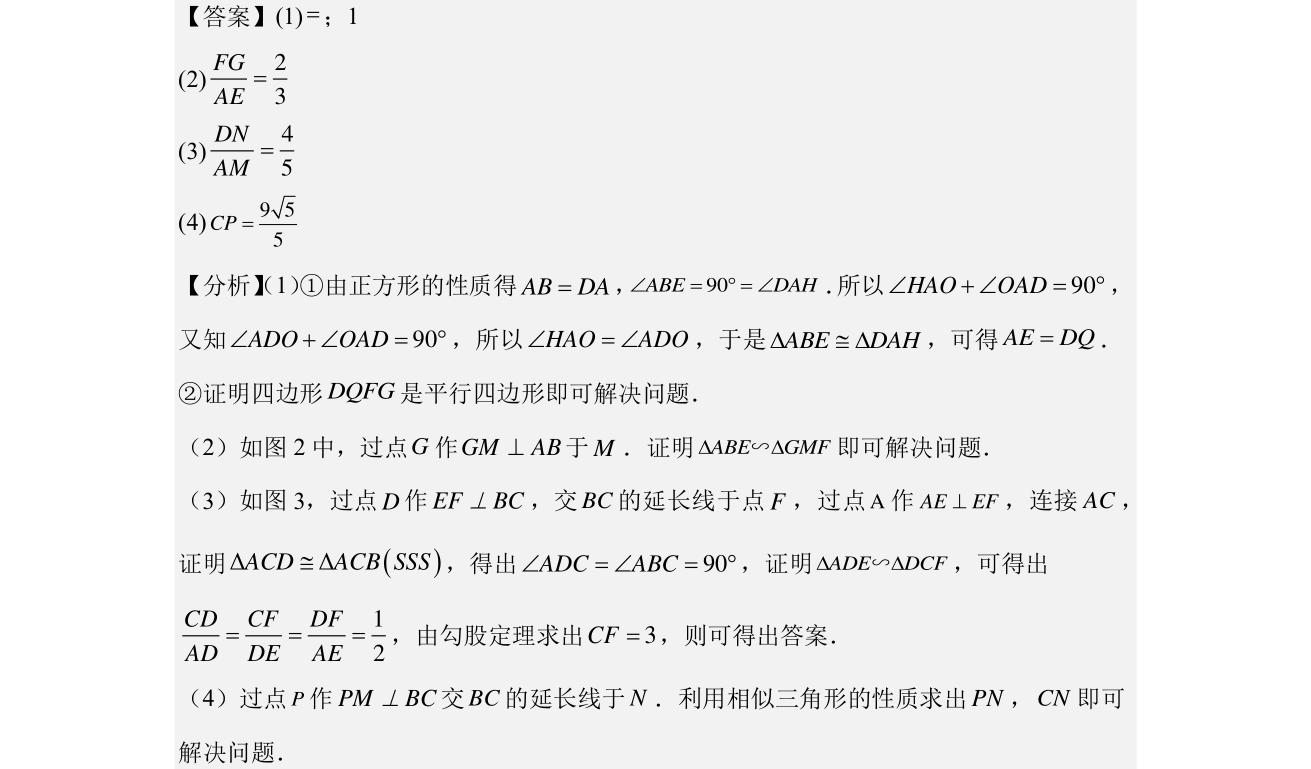 【答案】(1)=；1
(2) FG/AE = 2/3
(3) DN/AM = 4/5
(4) CP = 9√5/5
【分析】（1）①由正方形的性质得 AB = DA，∠ABE = 90° = ∠DAH．所以∠HAO + ∠OAD = 90°，
又知∠ADO + ∠OAD = 90°，所以∠HAO = ∠ADO，于是ΔABE ≅ ΔDAH，可得 AE = DQ．
②证明四边形 DQFG 是平行四边形即可解决问题．
（2）如图 2 中，过点 G 作 GM ⊥ AB 于 M．证明 ΔABE∽ΔGMF 即可解决问题．
（3）如图 3，过点 D 作 EF ⊥ BC，交 BC 的延长线于点 F，过点 A 作 AE ⊥ EF，连接 AC，
证明 ΔACD ≅ ΔACB(SSS)，得出∠ADC = ∠ABC = 90°，证明 ΔADE∽ΔDCF，可得出
CD/AD = CF/DE = DF/AE = 1/2，由勾股定理求出 CF = 3，则可得出答案．
（4）过点 P 作 PM ⊥ BC 交 BC 的延长线于 N．利用相似三角形的性质求出 PN，CN 即可
解决问题．